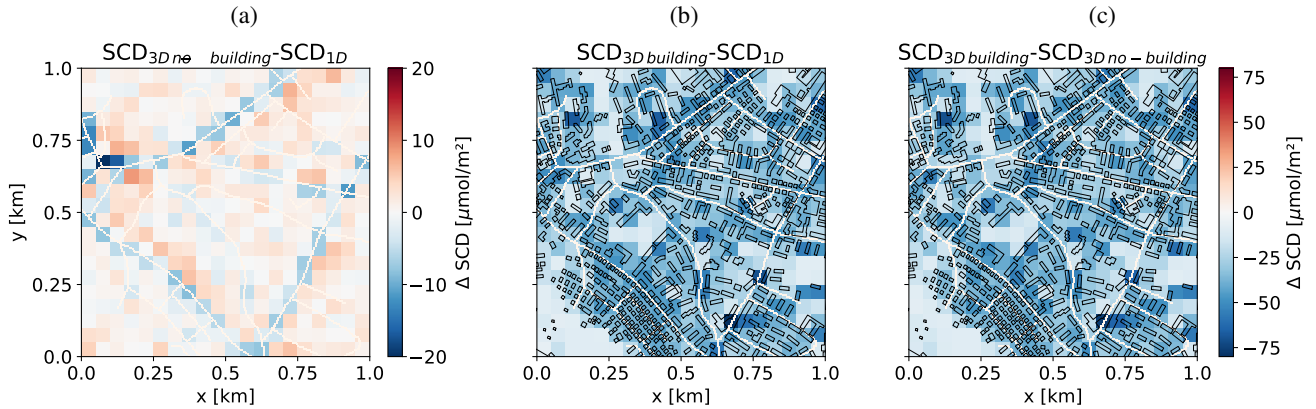 (a) (b) (c)
SCD3D no building-SCD1D SCD3D building-SCD1D SCD3D building-SCD3D no − building
1.0 20 75
0.75 10 50
25
0.5 0 0
−25
0.25 −10 −50
0.0 −20 −75
y [km] Δ SCD [μmol/m²] Δ SCD [μmol/m²]
0.0 0.25 0.5 0.75 1.0 0.0 0.25 0.5 0.75 1.0 0.0 0.25 0.5 0.75 1.0
x [km] x [km] x [km]